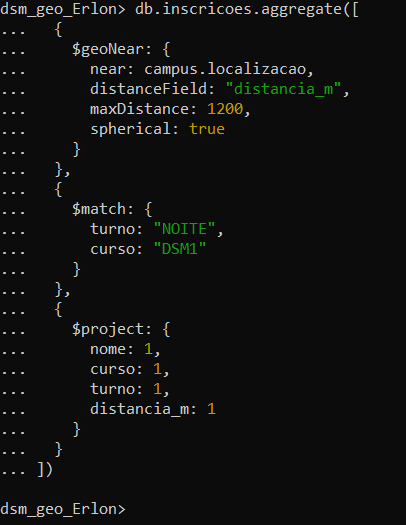 dsm_geo_Erlon> db.inscricoes.aggregate([
...   {
...     $geoNear: {
...       near: campus.localizacao,
...       distanceField: "distancia_m",
...       maxDistance: 1200,
...       spherical: true
...     }
...   },
...   {
...     $match: {
...       turno: "NOITE",
...       curso: "DSM1"
...     }
...   },
...   {
...     $project: {
...       nome: 1,
...       curso: 1,
...       turno: 1,
...       distancia_m: 1
...     }
...   }
... ])
dsm_geo_Erlon>